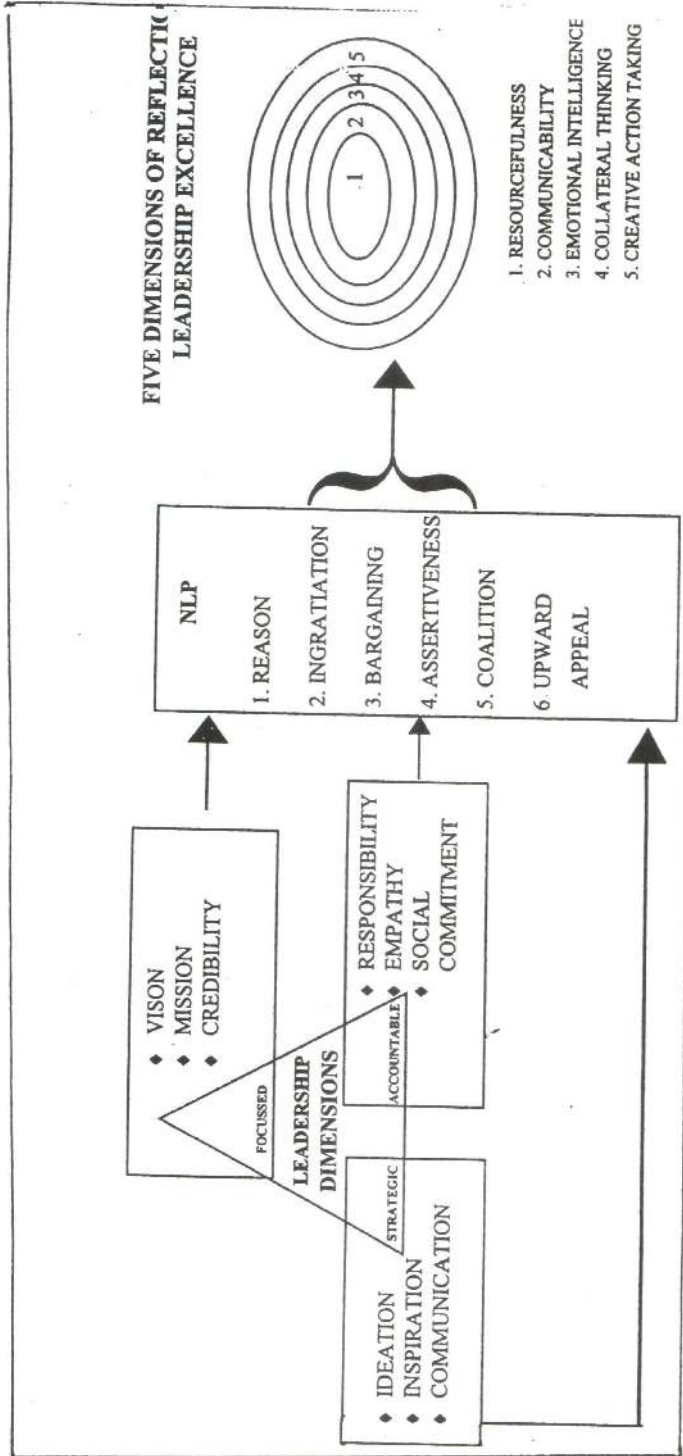 FIVE DIMENSIONS OF REFLECTI
LEADERSHIP EXCELLENCE
♦ VISON
♦ MISSION
♦ CREDIBILITY
FOCUSSED
LEADERSHIP
DIMENSIONS
STRATEGIC
ACCOUNTABLE
♦ IDEATION
♦ INSPIRATION
♦ COMMUNICATION
♦ RESPONSIBILITY
♦ EMPATHY
♦ SOCIAL
COMMITMENT
NLP
1. REASON
2. INGRATIATION
3. BARGAINING
4. ASSERTIVENESS
5. COALITION
6 UPWARD
APPEAL
1 2 3 4 5
1. RESOURCEFULNESS
2. COMMUNICABILITY
3. EMOTIONAL INTELLIGENCE
4. COLLATERAL THINKING
5. CREATIVE ACTION TAKING